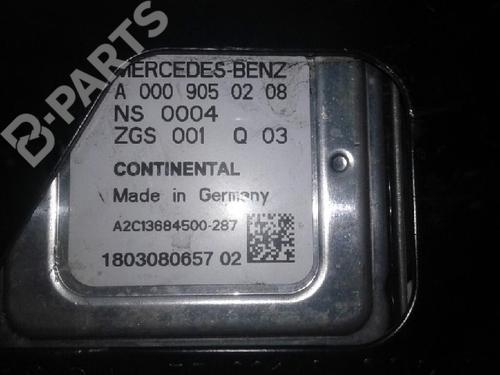 B-PARTS
MERCEDES-BENZ
A 000 905 02 08
NS 0004
ZGS 001 Q 03
CONTINENTAL
Made in Germany
A2C13684500-287
1803080657 02